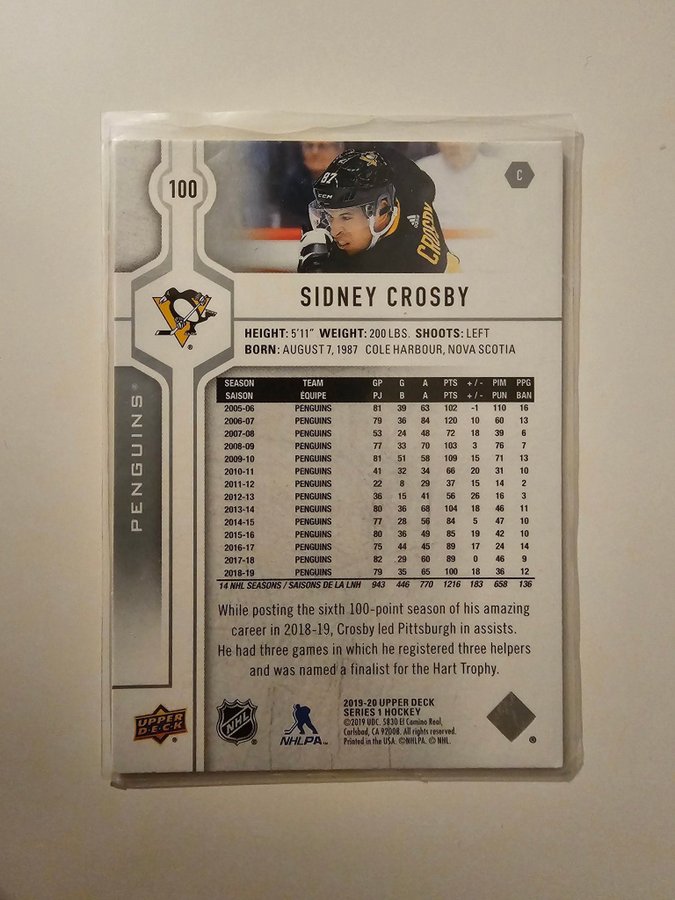 100
87
CCM
CROSBY
C
SIDNEY CROSBY
HEIGHT: 5'11" WEIGHT: 200 LBS. SHOOTS: LEFT
BORN: AUGUST 7, 1987 COLE HARBOUR, NOVA SCOTIA
PENGUINS®
SEASON TEAM GP G A PTS +/- PIM PPG
SAISON ÉQUIPE PJ B A PTS +/- PUN BAN
2005-06 PENGUINS 81 39 63 102 -1 110 16
2006-07 PENGUINS 79 36 84 120 10 60 13
2007-08 PENGUINS 53 24 48 72 18 39 6
2008-09 PENGUINS 77 33 70 103 3 76 7
2009-10 PENGUINS 81 51 58 109 15 71 13
2010-11 PENGUINS 41 32 34 66 20 31 10
2011-12 PENGUINS 22 8 29 37 15 14 2
2012-13 PENGUINS 36 15 41 56 26 16 3
2013-14 PENGUINS 80 36 68 104 18 46 11
2014-15 PENGUINS 77 28 56 84 5 47 10
2015-16 PENGUINS 80 36 49 85 19 42 10
2016-17 PENGUINS 75 44 45 89 17 24 14
2017-18 PENGUINS 82 29 60 89 0 46 9
2018-19 PENGUINS 79 35 65 100 18 36 12
14 NHL SEASONS / SAISONS DE LA LNH 943 446 770 1216 183 658 136
While posting the sixth 100-point season of his amazing
career in 2018-19, Crosby led Pittsburgh in assists.
He had three games in which he registered three helpers
and was named a finalist for the Hart Trophy.
UPPER
DECK
NHL
NHLPA™
2019-20 UPPER DECK
SERIES 1 HOCKEY
©2019 UDC. 5830 El Camino Real,
Carlsbad, CA 92008. All rights reserved.
Printed in the USA. ©NHLPA. © NHL.